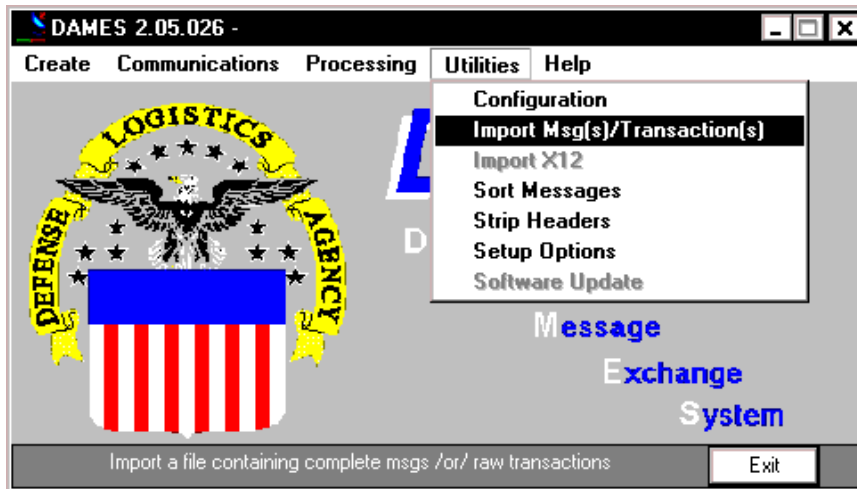 DAMES 2.05.026 -
Create Communications Processing Utilities Help
Configuration
Import Msg(s)/Transaction(s)
Import X12
Sort Messages
Strip Headers
Setup Options
Software Update
DEFENSE LOGISTICS AGENCY
D
Message
Exchange
System
Import a file containing complete msgs /or/ raw transactions
Exit